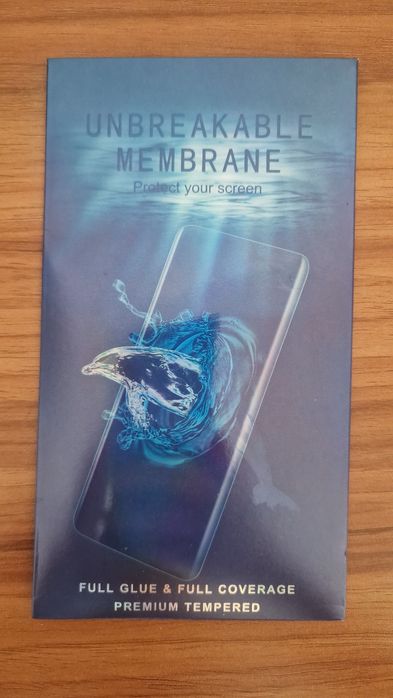 UNBREAKABLE
MEMBRANE
Protect your screen
FULL GLUE & FULL COVERAGE
PREMIUM TEMPERED